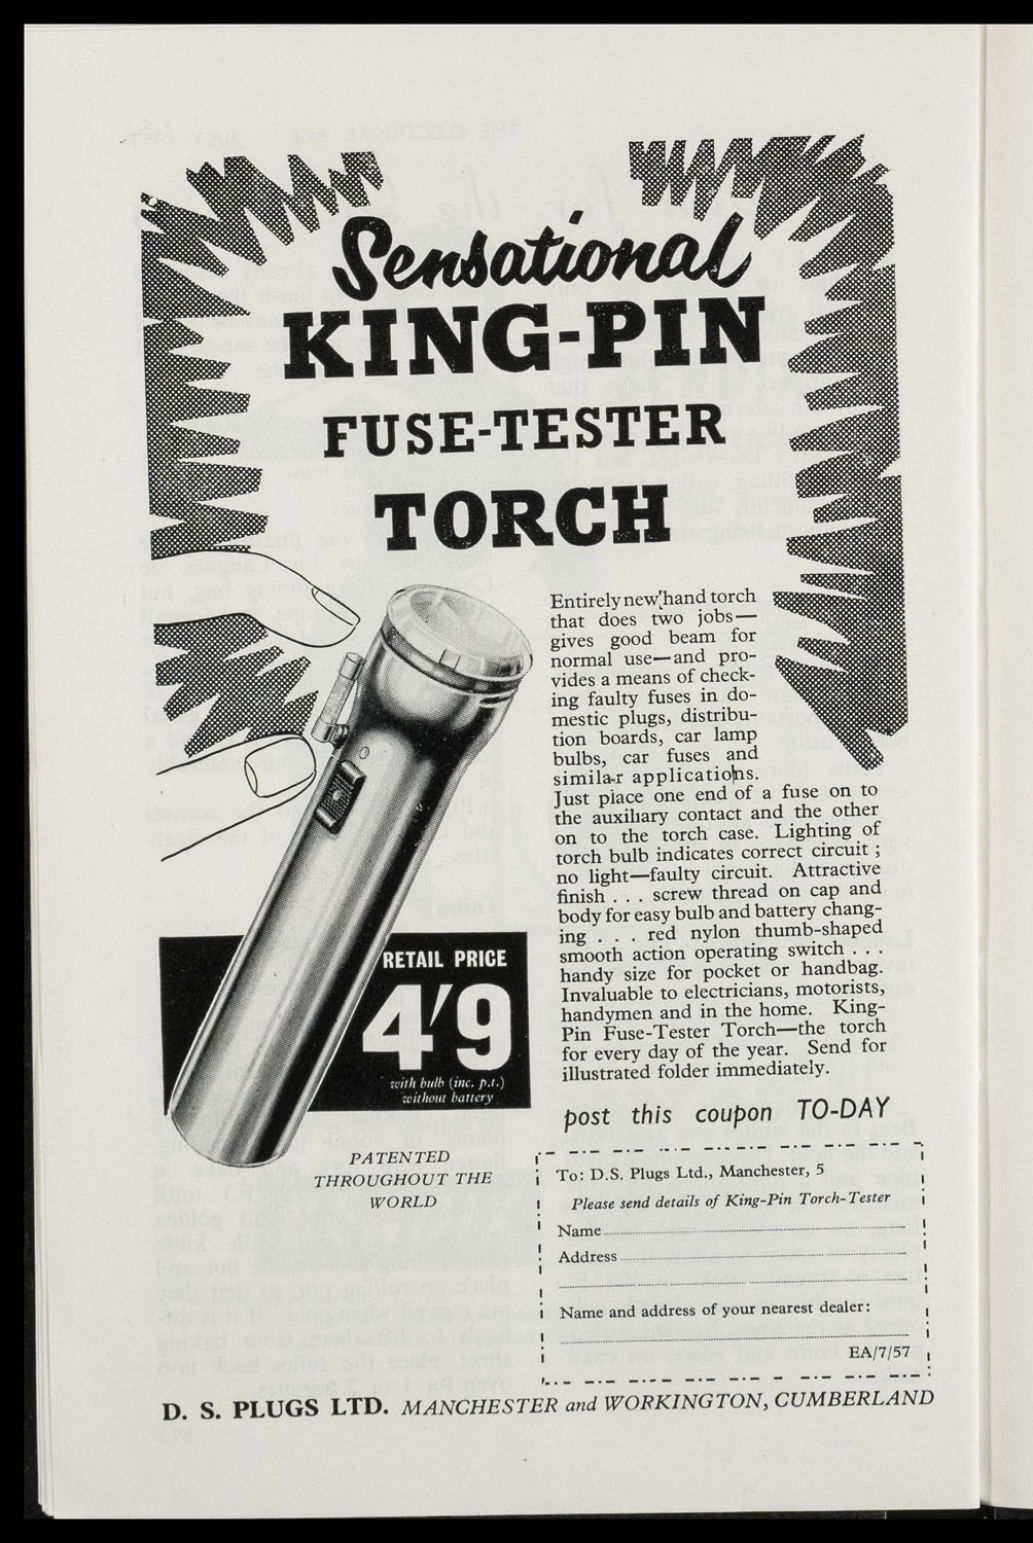 Sensational
KING-PIN
FUSE-TESTER
TORCH
Entirely new hand torch
that does two jobs—
gives good beam for
normal use—and pro-
vides a means of check-
ing faulty fuses in do-
mestic plugs, distribu-
tion boards, car lamp
bulbs, car fuses and
similar applications.
Just place one end of a fuse on to
the auxiliary contact and the other
on to the torch case. Lighting of
torch bulb indicates correct circuit ;
no light—faulty circuit. Attractive
finish . . . screw thread on cap and
body for easy bulb and battery chang-
ing . . . red nylon thumb-shaped
smooth action operating switch . . .
handy size for pocket or handbag.
Invaluable to electricians, motorists,
handymen and in the home. King-
Pin Fuse-Tester Torch—the torch
for every day of the year. Send for
illustrated folder immediately.
RETAIL PRICE
4'9
with bulb (inc. p.t.)
without battery
PATENTED
THROUGHOUT THE
WORLD
post this coupon TO-DAY
To: D.S. Plugs Ltd., Manchester, 5
Please send details of King-Pin Torch-Tester
Name
Address
Name and address of your nearest dealer:
EA/7/57
D. S. PLUGS LTD. MANCHESTER and WORKINGTON, CUMBERLAND